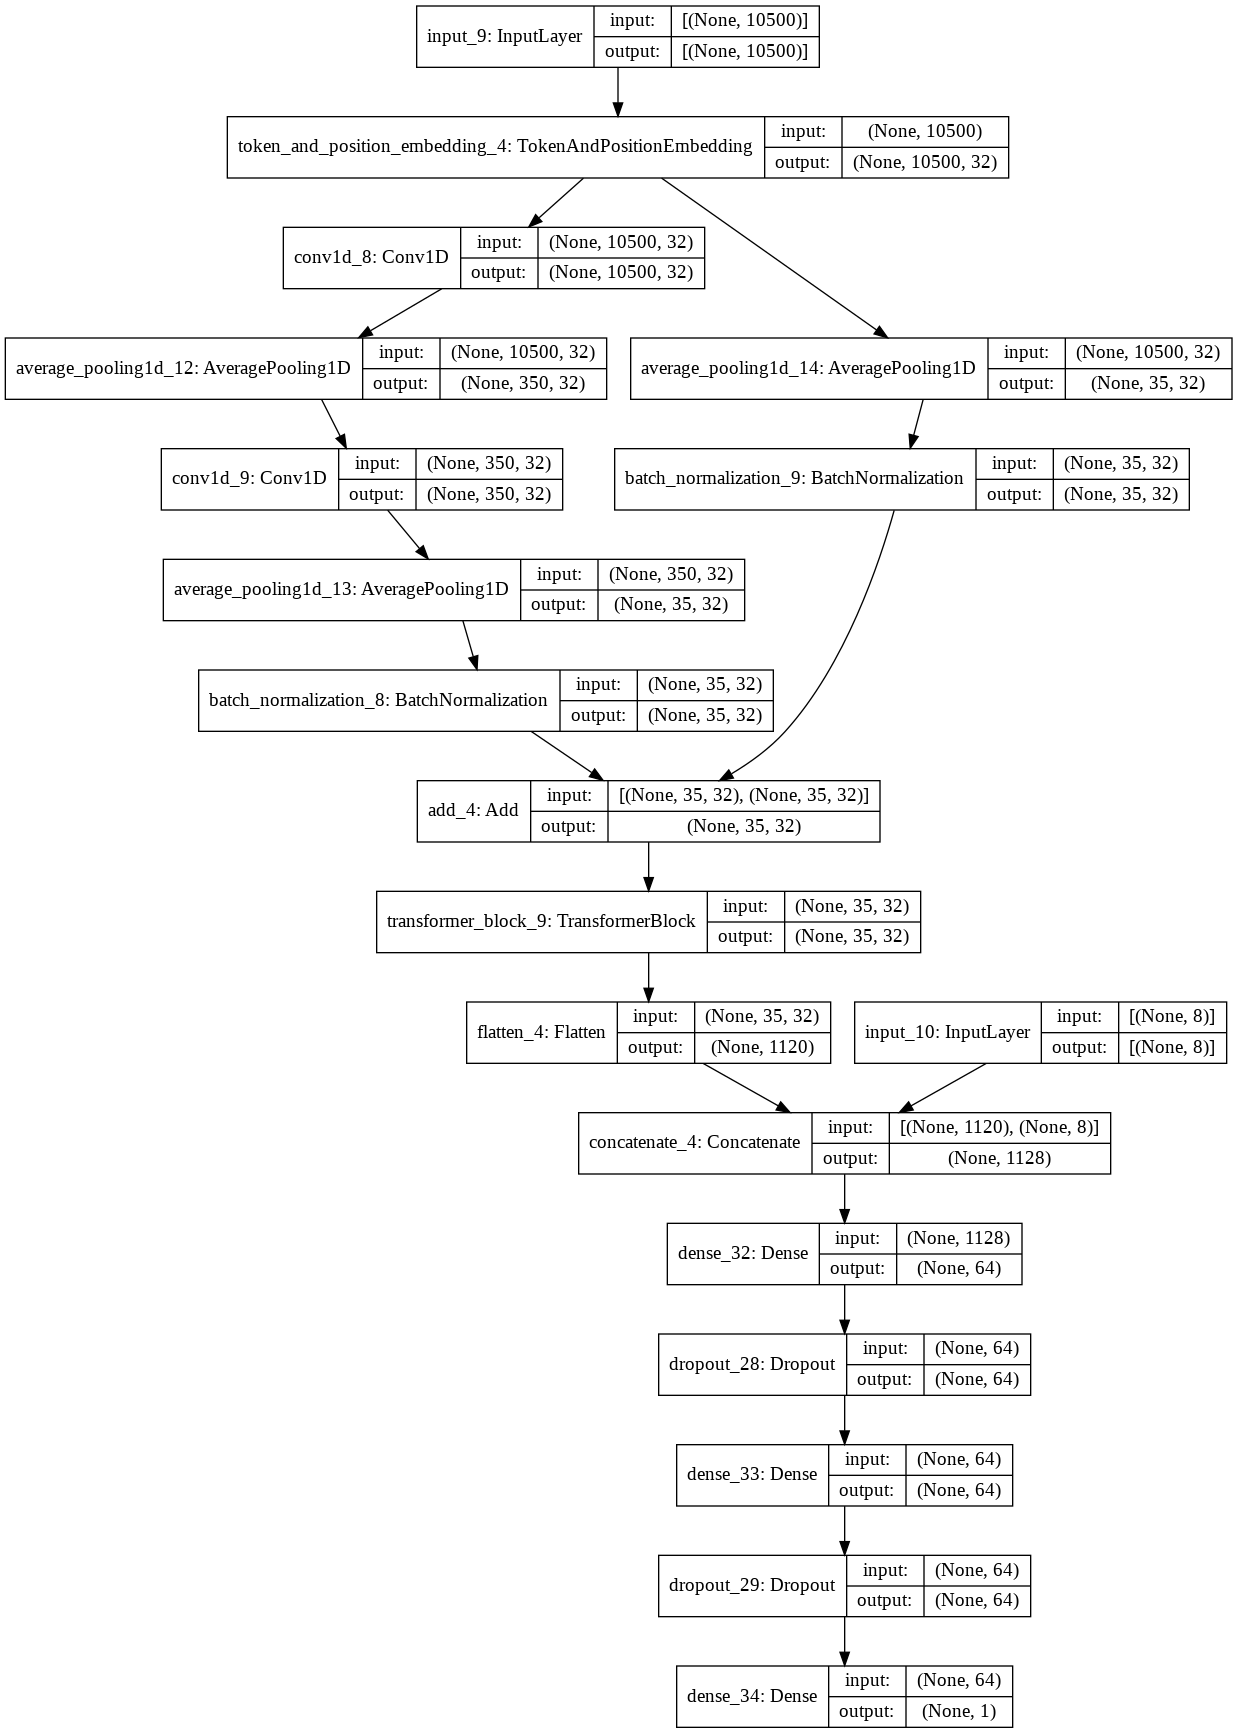 input_9: InputLayer
input: [(None, 10500)]
output: [(None, 10500)]
token_and_position_embedding_4: TokenAndPositionEmbedding
input: (None, 10500)
output: (None, 10500, 32)
conv1d_8: Conv1D
input: (None, 10500, 32)
output: (None, 10500, 32)
average_pooling1d_12: AveragePooling1D
input: (None, 10500, 32)
output: (None, 350, 32)
average_pooling1d_14: AveragePooling1D
input: (None, 10500, 32)
output: (None, 35, 32)
conv1d_9: Conv1D
input: (None, 350, 32)
output: (None, 350, 32)
batch_normalization_9: BatchNormalization
input: (None, 35, 32)
output: (None, 35, 32)
average_pooling1d_13: AveragePooling1D
input: (None, 350, 32)
output: (None, 35, 32)
batch_normalization_8: BatchNormalization
input: (None, 35, 32)
output: (None, 35, 32)
add_4: Add
input: [(None, 35, 32), (None, 35, 32)]
output: (None, 35, 32)
transformer_block_9: TransformerBlock
input: (None, 35, 32)
output: (None, 35, 32)
flatten_4: Flatten
input: (None, 35, 32)
output: (None, 1120)
input_10: InputLayer
input: [(None, 8)]
output: [(None, 8)]
concatenate_4: Concatenate
input: [(None, 1120), (None, 8)]
output: (None, 1128)
dense_32: Dense
input: (None, 1128)
output: (None, 64)
dropout_28: Dropout
input: (None, 64)
output: (None, 64)
dense_33: Dense
input: (None, 64)
output: (None, 64)
dropout_29: Dropout
input: (None, 64)
output: (None, 64)
dense_34: Dense
input: (None, 64)
output: (None, 1)